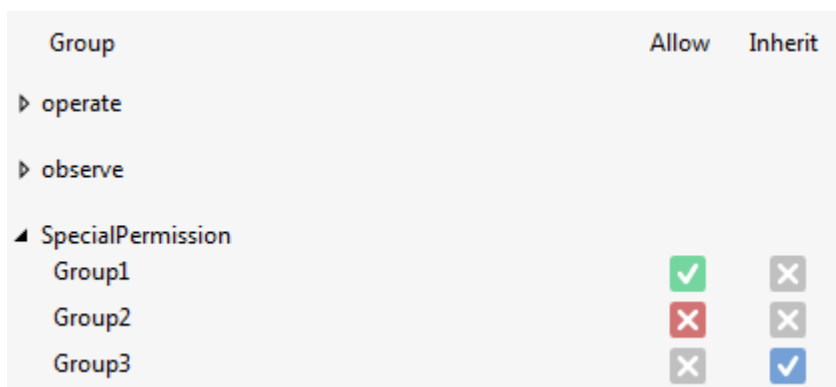 Group Allow Inherit
operate
observe
SpecialPermission
Group1
Group2
Group3